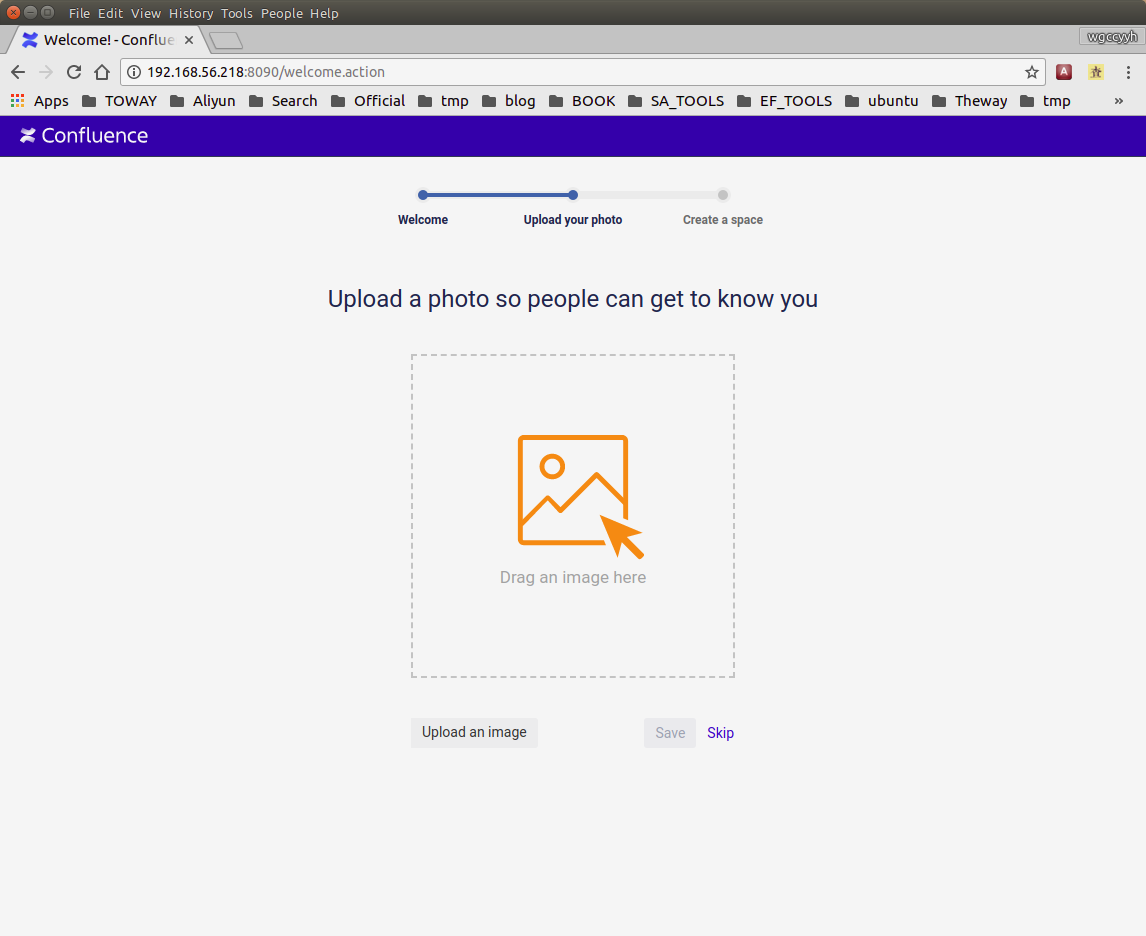 File Edit View History Tools People Help
Welcome! - Conflue
wgccyyh
192.168.56.218:8090/welcome.action
A
Apps TOWAY Aliyun Search Official tmp blog BOOK SA_TOOLS EF_TOOLS ubuntu Theway tmp »
Confluence
Welcome Upload your photo Create a space
Upload a photo so people can get to know you
Drag an image here
Upload an image Save Skip